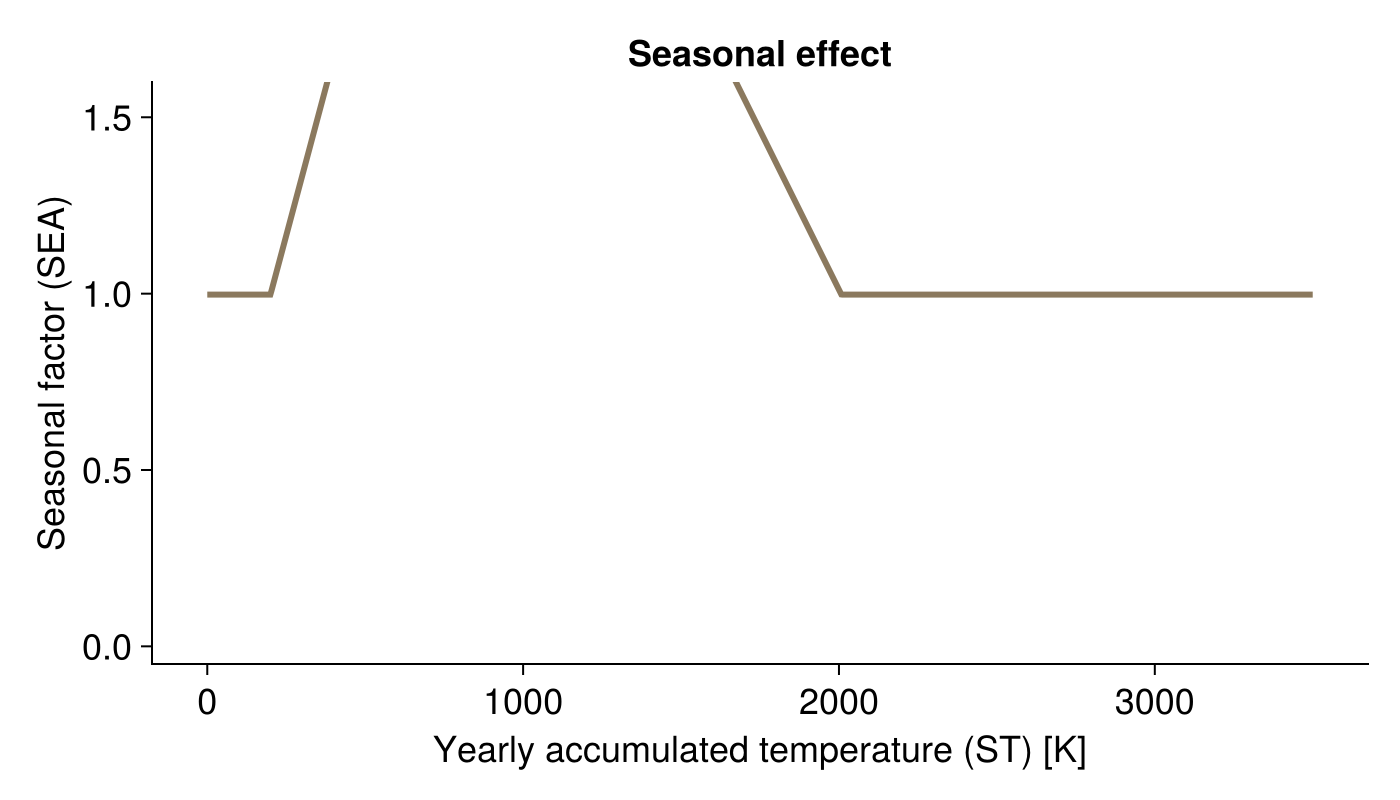 Seasonal effect
Seasonal factor (SEA)
1.5
1.0
0.5
0.0
0
1000
2000
3000
Yearly accumulated temperature (ST) [K]